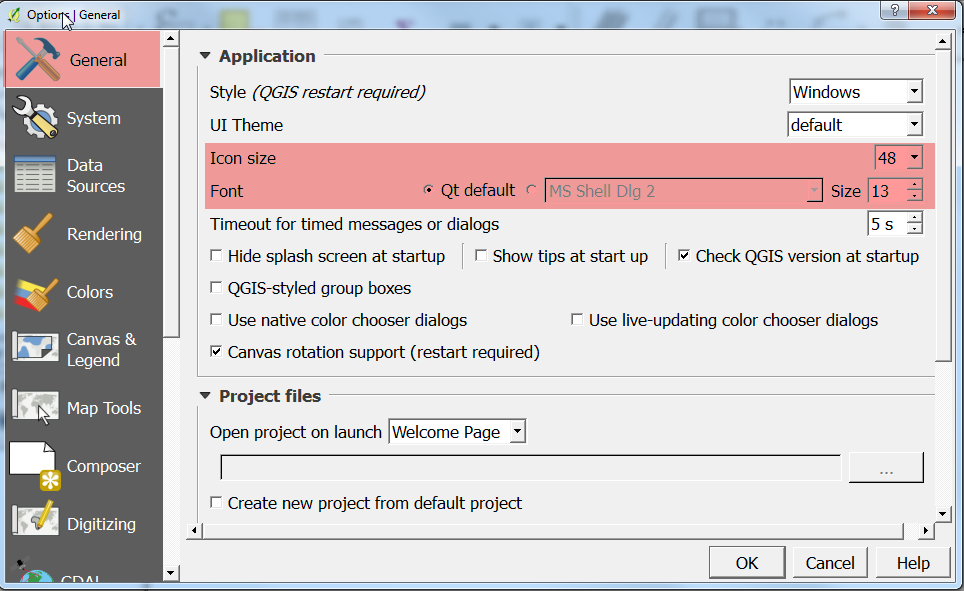 Options | General
General
System
Data
Sources
Rendering
Colors
Canvas &
Legend
Map Tools
Composer
Digitizing
GDAL
Application
Style (QGIS restart required) Windows
UI Theme default
Icon size 48
Font Qt default MS Shell Dlg 2 Size 13
Timeout for timed messages or dialogs 5 s
Hide splash screen at startup Show tips at start up Check QGIS version at startup
QGIS-styled group boxes
Use native color chooser dialogs Use live-updating color chooser dialogs
Canvas rotation support (restart required)
Project files
Open project on launch Welcome Page
...
Create new project from default project
OK Cancel Help